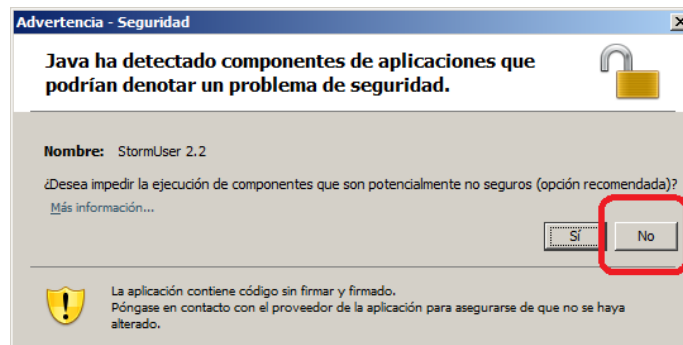 Advertencia - Seguridad
Java ha detectado componentes de aplicaciones que
podrían denotar un problema de seguridad.
Nombre: StormUser 2.2
¿Desea impedir la ejecución de componentes que son potencialmente no seguros (opción recomendada)?
Más información...
Sí No
La aplicación contiene código sin firmar y firmado.
Póngase en contacto con el proveedor de la aplicación para asegurarse de que no se haya
alterado.